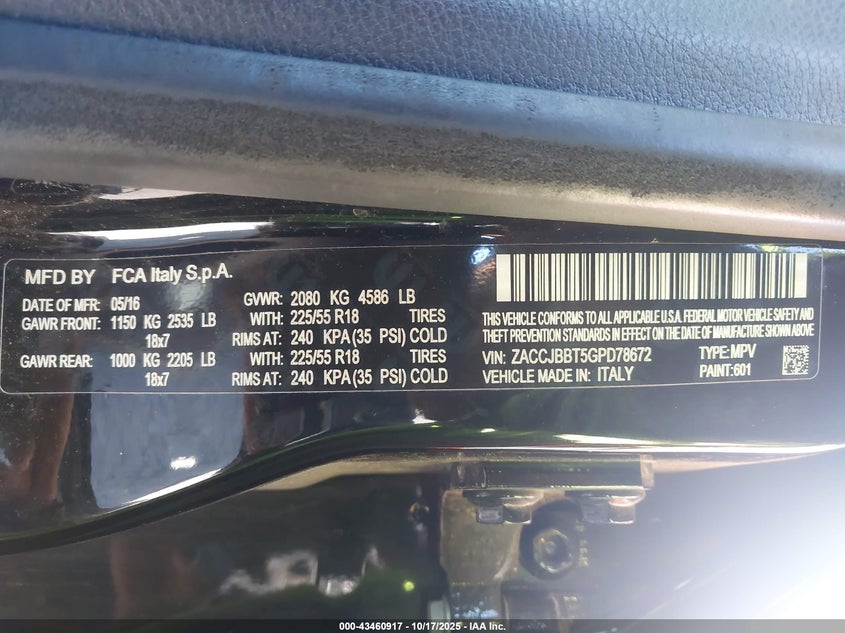 MFD BY FCA Italy S.p.A.
DATE OF MFR: 05/16
GAWR FRONT: 1150 KG 2535 LB
18x7
GAWR REAR: 1000 KG 2205 LB
18x7
GVWR: 2080 KG 4586 LB
WITH: 225/55 R18 TIRES
RIMS AT: 240 KPA (35 PSI) COLD
WITH: 225/55 R18 TIRES
RIMS AT: 240 KPA (35 PSI) COLD
THIS VEHICLE CONFORMS TO ALL APPLICABLE U.S.A. FEDERAL MOTOR VEHICLE SAFETY AND
THEFT PREVENTION STANDARDS IN EFFECT ON THE DATE OF MANUFACTURE SHOWN ABOVE
VIN: ZACCJBBT5GPD78672 TYPE: MPV
VEHICLE MADE IN: ITALY PAINT: 601
000-43460917 - 10/17/2025 - IAA Inc.